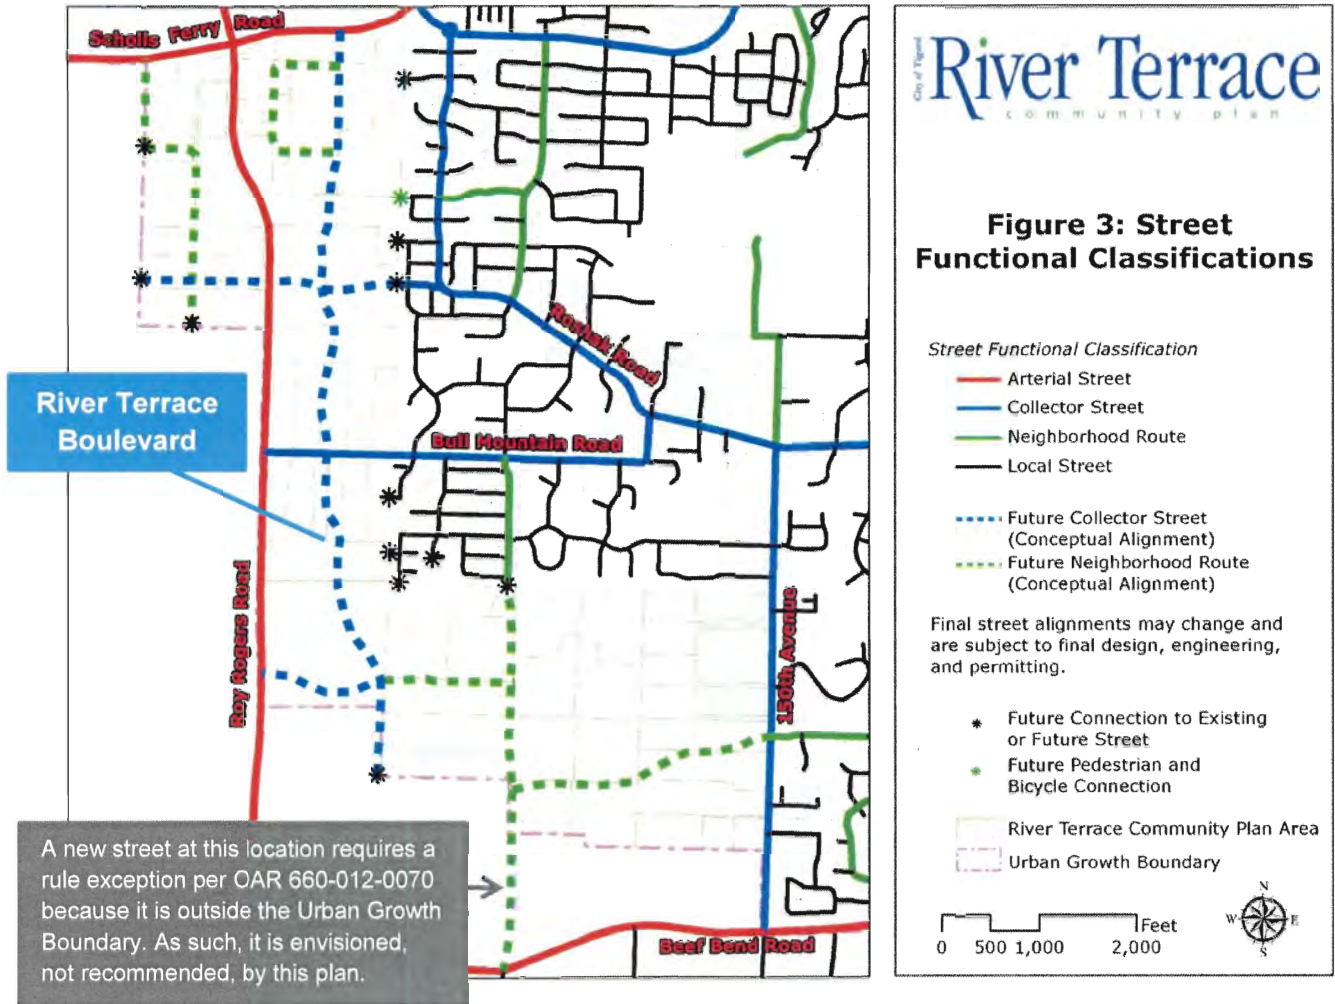 Scholls Ferry Road
River Terrace
Boulevard
Roshak Road
Bull Mountain Road
Roy Rogers Road
150th Avenue
Beef Bend Road
A new street at this location requires a
rule exception per OAR 660-012-0070
because it is outside the Urban Growth
Boundary. As such, it is envisioned,
not recommended, by this plan.
City of Tigard
River Terrace
community plan
Figure 3: Street
Functional Classifications
Street Functional Classification
Arterial Street
Collector Street
Neighborhood Route
Local Street
Future Collector Street
(Conceptual Alignment)
Future Neighborhood Route
(Conceptual Alignment)
Final street alignments may change and
are subject to final design, engineering,
and permitting.
Future Connection to Existing
or Future Street
Future Pedestrian and
Bicycle Connection
River Terrace Community Plan Area
Urban Growth Boundary
N
W E
S
Feet
0 500 1,000 2,000